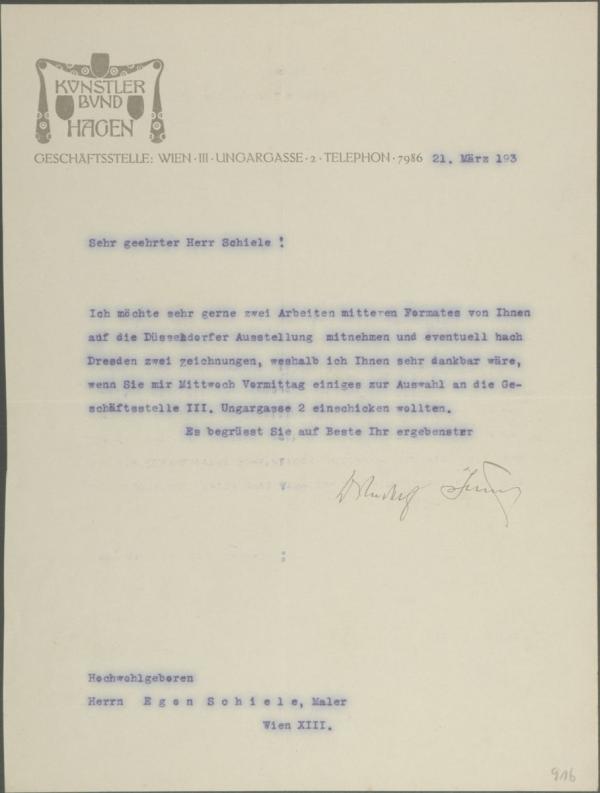 KÜNSTLER
BUND
HAGEN
GESCHÄFTSSTELLE: WIEN · III · UNGARGASSE · 2 · TELEPHON · 7986 21. März 193
Sehr geehrter Herr Schiele !
Ich möchte sehr gerne zwei Arbeiten mitteren Formates von Ihnen
auf die Düsseldorfer Ausstellung mitnehmen und eventuell hach
Dresden zwei zeichnungen, weshalb ich Ihnen sehr dankbar wäre,
wenn Sie mir Mittwoch Vormittag einiges zur Auswahl an die Ge-
schäftsstelle III. Ungargasse 2 einschicken wollten.
Es begrüsst Sie auf Beste Ihr ergebenster
Hochwohlgeboren
Herrn Egon Schiele, Maler
Wien XIII.
916